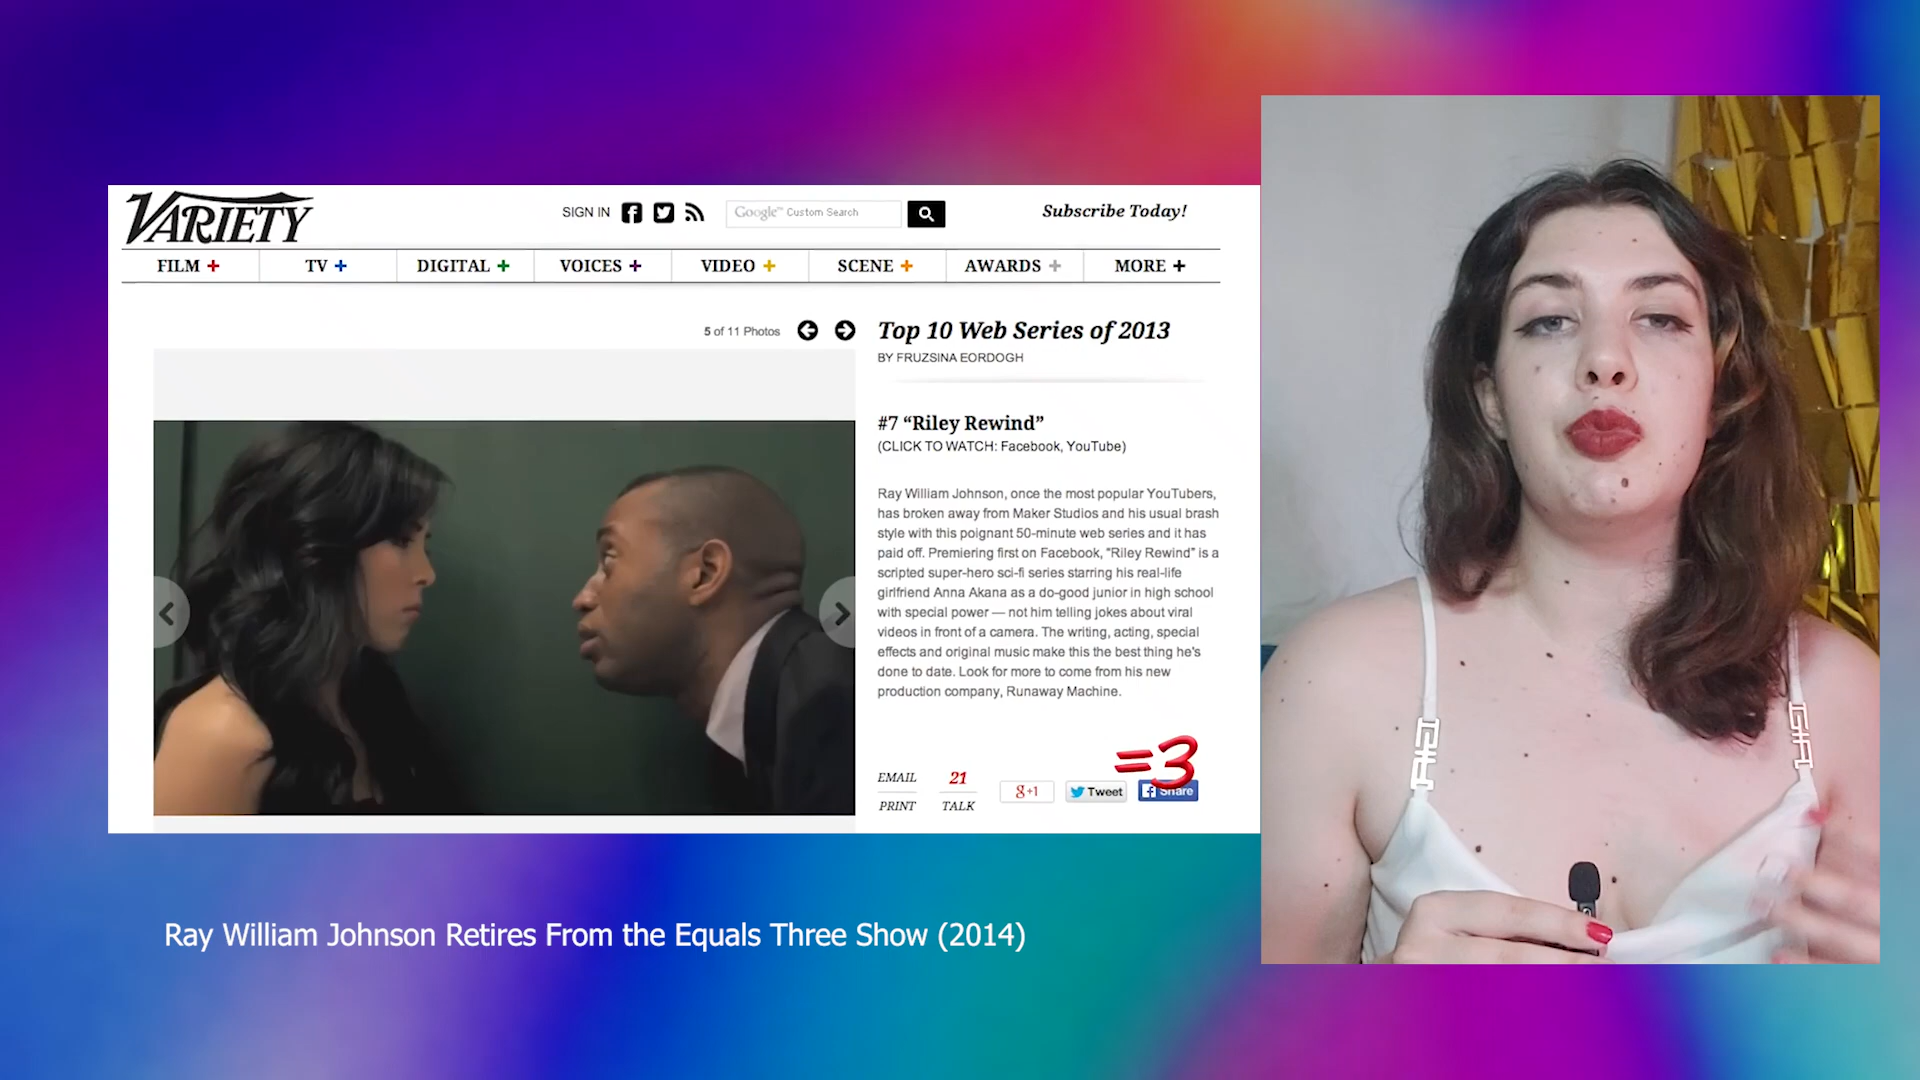 VARIETY
SIGN IN
Google™ Custom Search
Subscribe Today!
FILM +
TV +
DIGITAL +
VOICES +
VIDEO +
SCENE +
AWARDS +
MORE +
5 of 11 Photos
Top 10 Web Series of 2013
BY FRUZSINA EORDOGH
#7 “Riley Rewind”
(CLICK TO WATCH: Facebook, YouTube)
Ray William Johnson, once the most popular YouTubers,
has broken away from Maker Studios and his usual brash
style with this poignant 50-minute web series and it has
paid off. Premiering first on Facebook, "Riley Rewind" is a
scripted super-hero sci-fi series starring his real-life
girlfriend Anna Akana as a do-good junior in high school
with special power — not him telling jokes about viral
videos in front of a camera. The writing, acting, special
effects and original music make this the best thing he's
done to date. Look for more to come from his new
production company, Runaway Machine.
=3
EMAIL
21
g+1
Tweet
Share
PRINT
TALK
Ray William Johnson Retires From the Equals Three Show (2014)